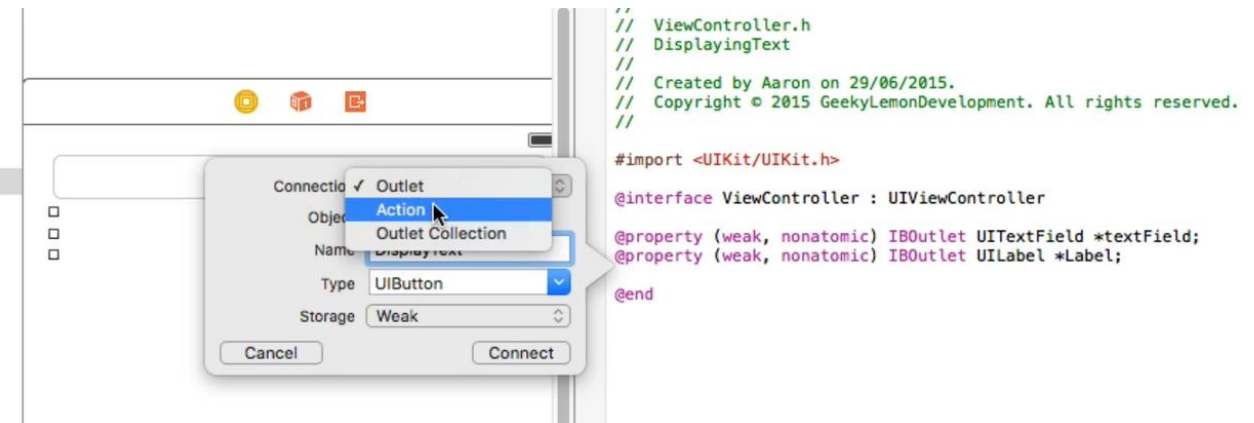 //
//  ViewController.h
//  DisplayingText
//
//  Created by Aaron on 29/06/2015.
//  Copyright © 2015 GeekyLemonDevelopment. All rights reserved.
//
#import <UIKit/UIKit.h>
@interface ViewController : UIViewController
@property (weak, nonatomic) IBOutlet UITextField *textField;
@property (weak, nonatomic) IBOutlet UILabel *Label;
@end
Connectio ✓ Outlet
Objec Action
Outlet Collection
Name DisplayText
Type UIButton
Storage Weak
Cancel Connect